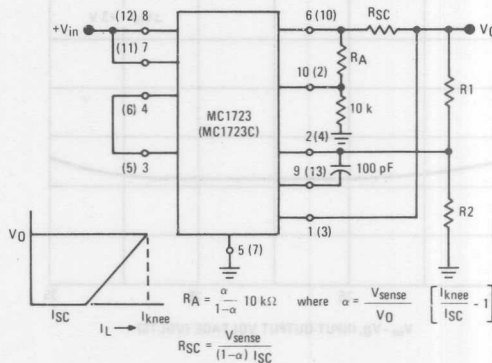 (12) 8
6 (10)
RSC
+Vin
VO
(11) 7
RA
R1
10 (2)
(6) 4
MC1723
(MC1723C)
10 k
2 (4)
(5) 3
100 pF
9 (13)
R2
1 (3)
VO
5 (7)
ISC
Iknee
IL →
RA = α / 1-α 10 kΩ where α = Vsense / VO [ Iknee / ISC - 1 ]
RSC = Vsense / (1-α) ISC